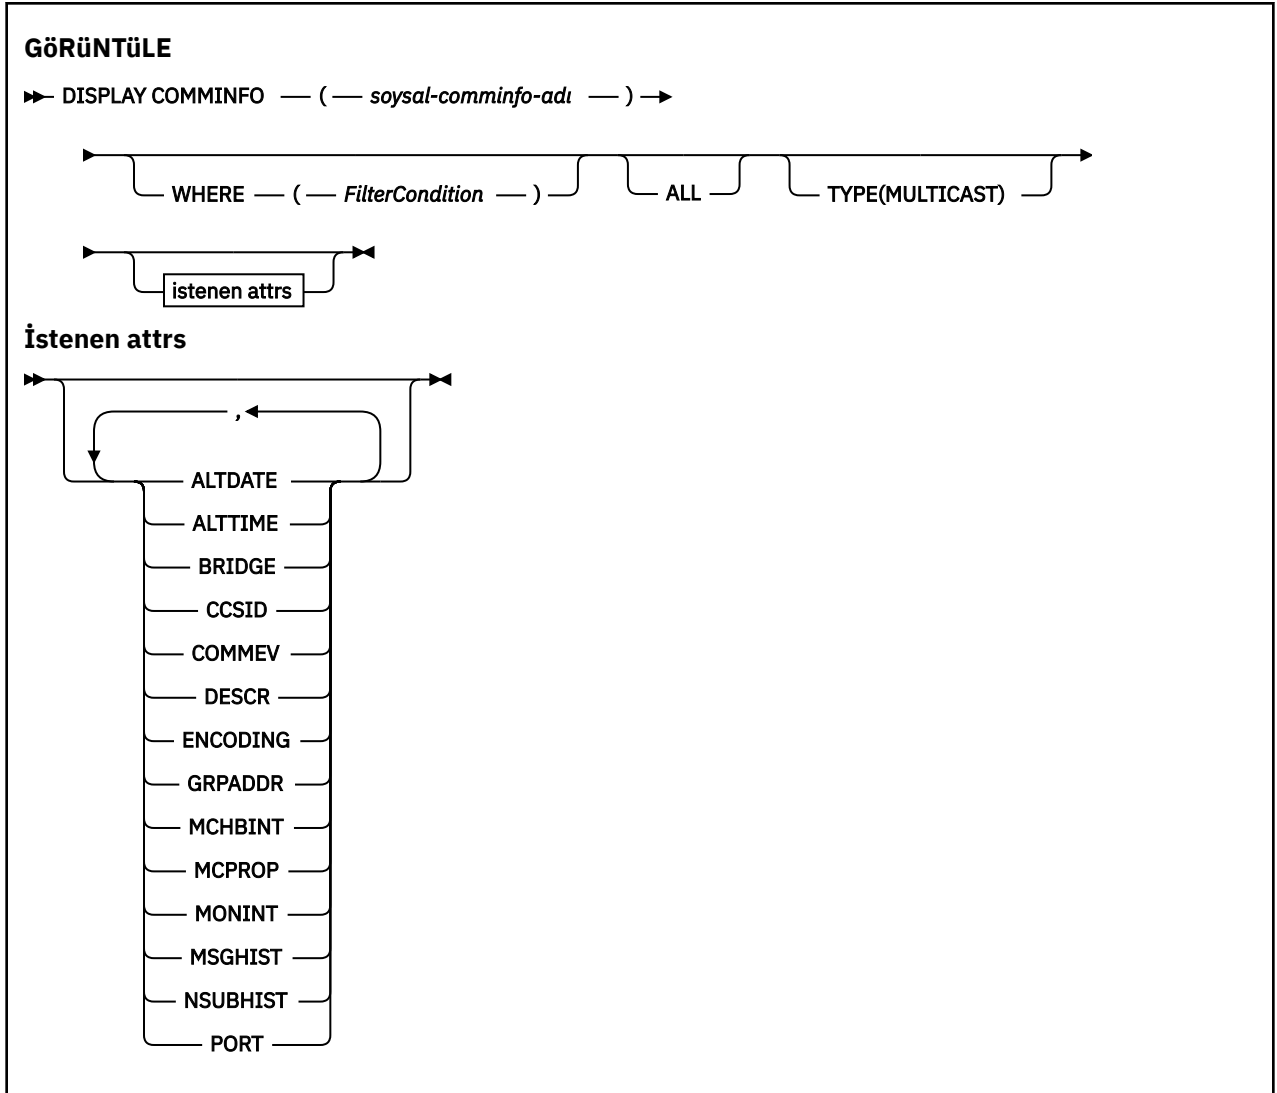 GöRüNTüLE
DISPLAY COMMINFO ( soysal-comminfo-adı )
WHERE ( FilterCondition ) ALL TYPE(MULTICAST)
istenen attrs
İstenen attrs
,
ALTDATE
ALTTIME
BRIDGE
CCSID
COMMEV
DESCR
ENCODING
GRPADDR
MCHBINT
MCPROP
MONINT
MSGHIST
NSUBHIST
PORT